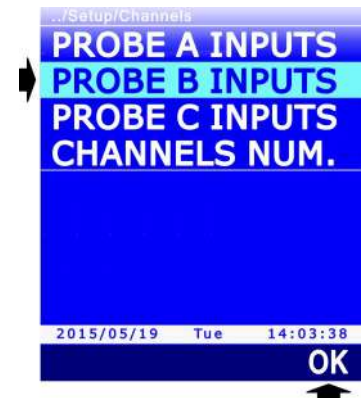 ../Setup/Channels
PROBE A INPUTS
PROBE B INPUTS
PROBE C INPUTS
CHANNELS NUM.
2015/05/19 Tue 14:03:38
OK